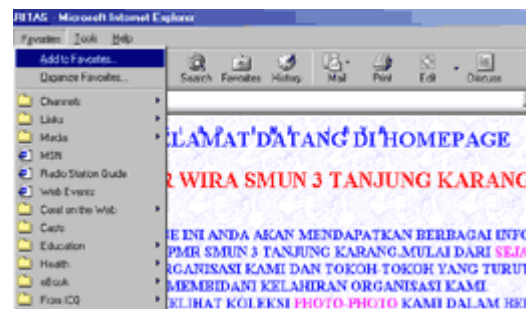 RITAS - Microsoft Internet Explorer
Favorites Tools Help
Add to Favorites...
Organize Favorites...
Search Favorites History Mail Print Edit Discuss
Channels
Links
Media
MSN
Radio Station Guide
Web Events
Corel on the Web
Education
Health
eBook
From ICQ
ELAMAT DATANG DI HOMEPAGE
R WIRA SMUN 3 TANJUNG KARANG
E INI ANDA AKAN MENDAPATKAN BERBAGAI INFO
PMR SMUN 3 TANJUNG KARANG.MULAI DARI SEJA
RGANISASI KAMI DAN TOKOH-TOKOH YANG TURUT
MEMBIDANI KELAHIRAN ORGANISASI KAMI.
ELIHAT KOLEKSI PHOTO-PHOTO KAMI DALAM BER